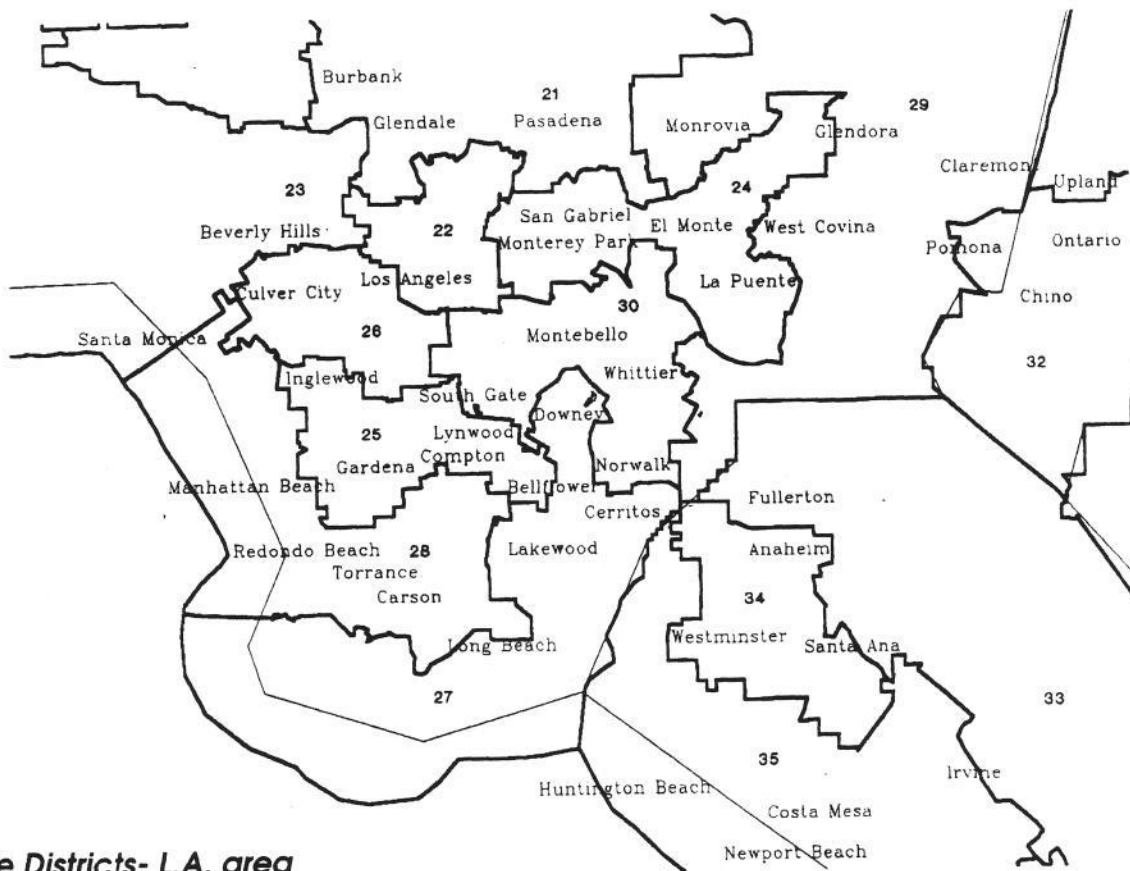 Burbank
21
29
Glendale
Pasadena
Monrovia
Glendora
Claremon
Upland
23
24
22
San Gabriel
El Monte
West Covina
Beverly Hills
Monterey Park
Pomona
Ontario
Los Angeles
La Puente
Culver City
Chino
30
Santa Monica
26
Montebello
32
Inglewood
Whittier
South Gate
Downey
25
Lynwood
Compton
Gardena
Norwalk
Manhattan Beach
Bellflower
Fullerton
Cerritos
Redondo Beach
28
Lakewood
Anaheim
Torrance
Carson
34
Westminster
Long Beach
Santa Ana
27
33
35
Irvine
Huntington Beach
Costa Mesa
Newport Beach
e Districts- L.A. area